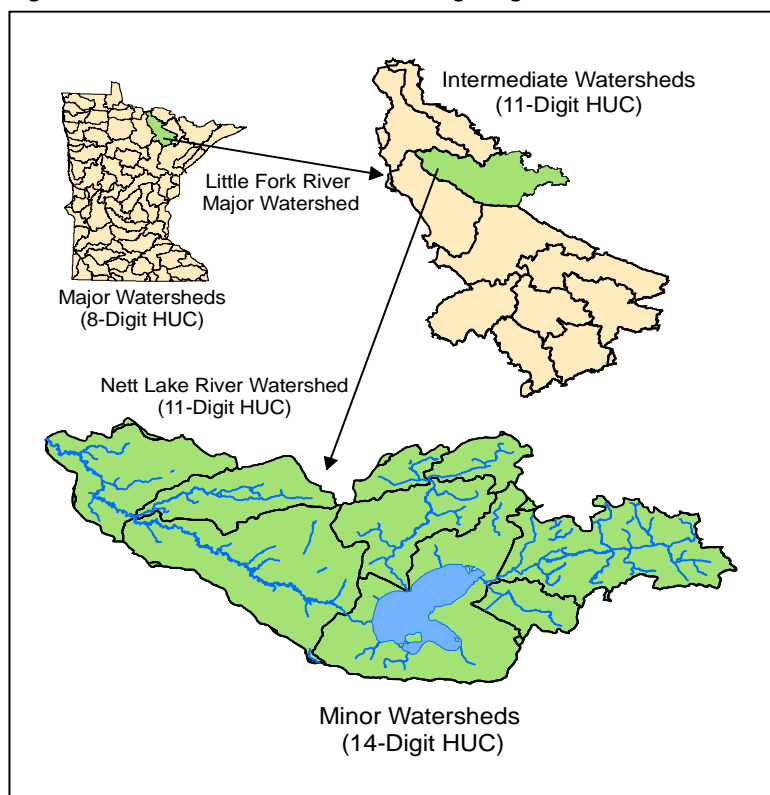 Intermediate Watersheds
(11-Digit HUC)
Little Fork River
Major Watershed
Major Watersheds
(8-Digit HUC)
Nett Lake River Watershed
(11-Digit HUC)
Minor Watersheds
(14-Digit HUC)